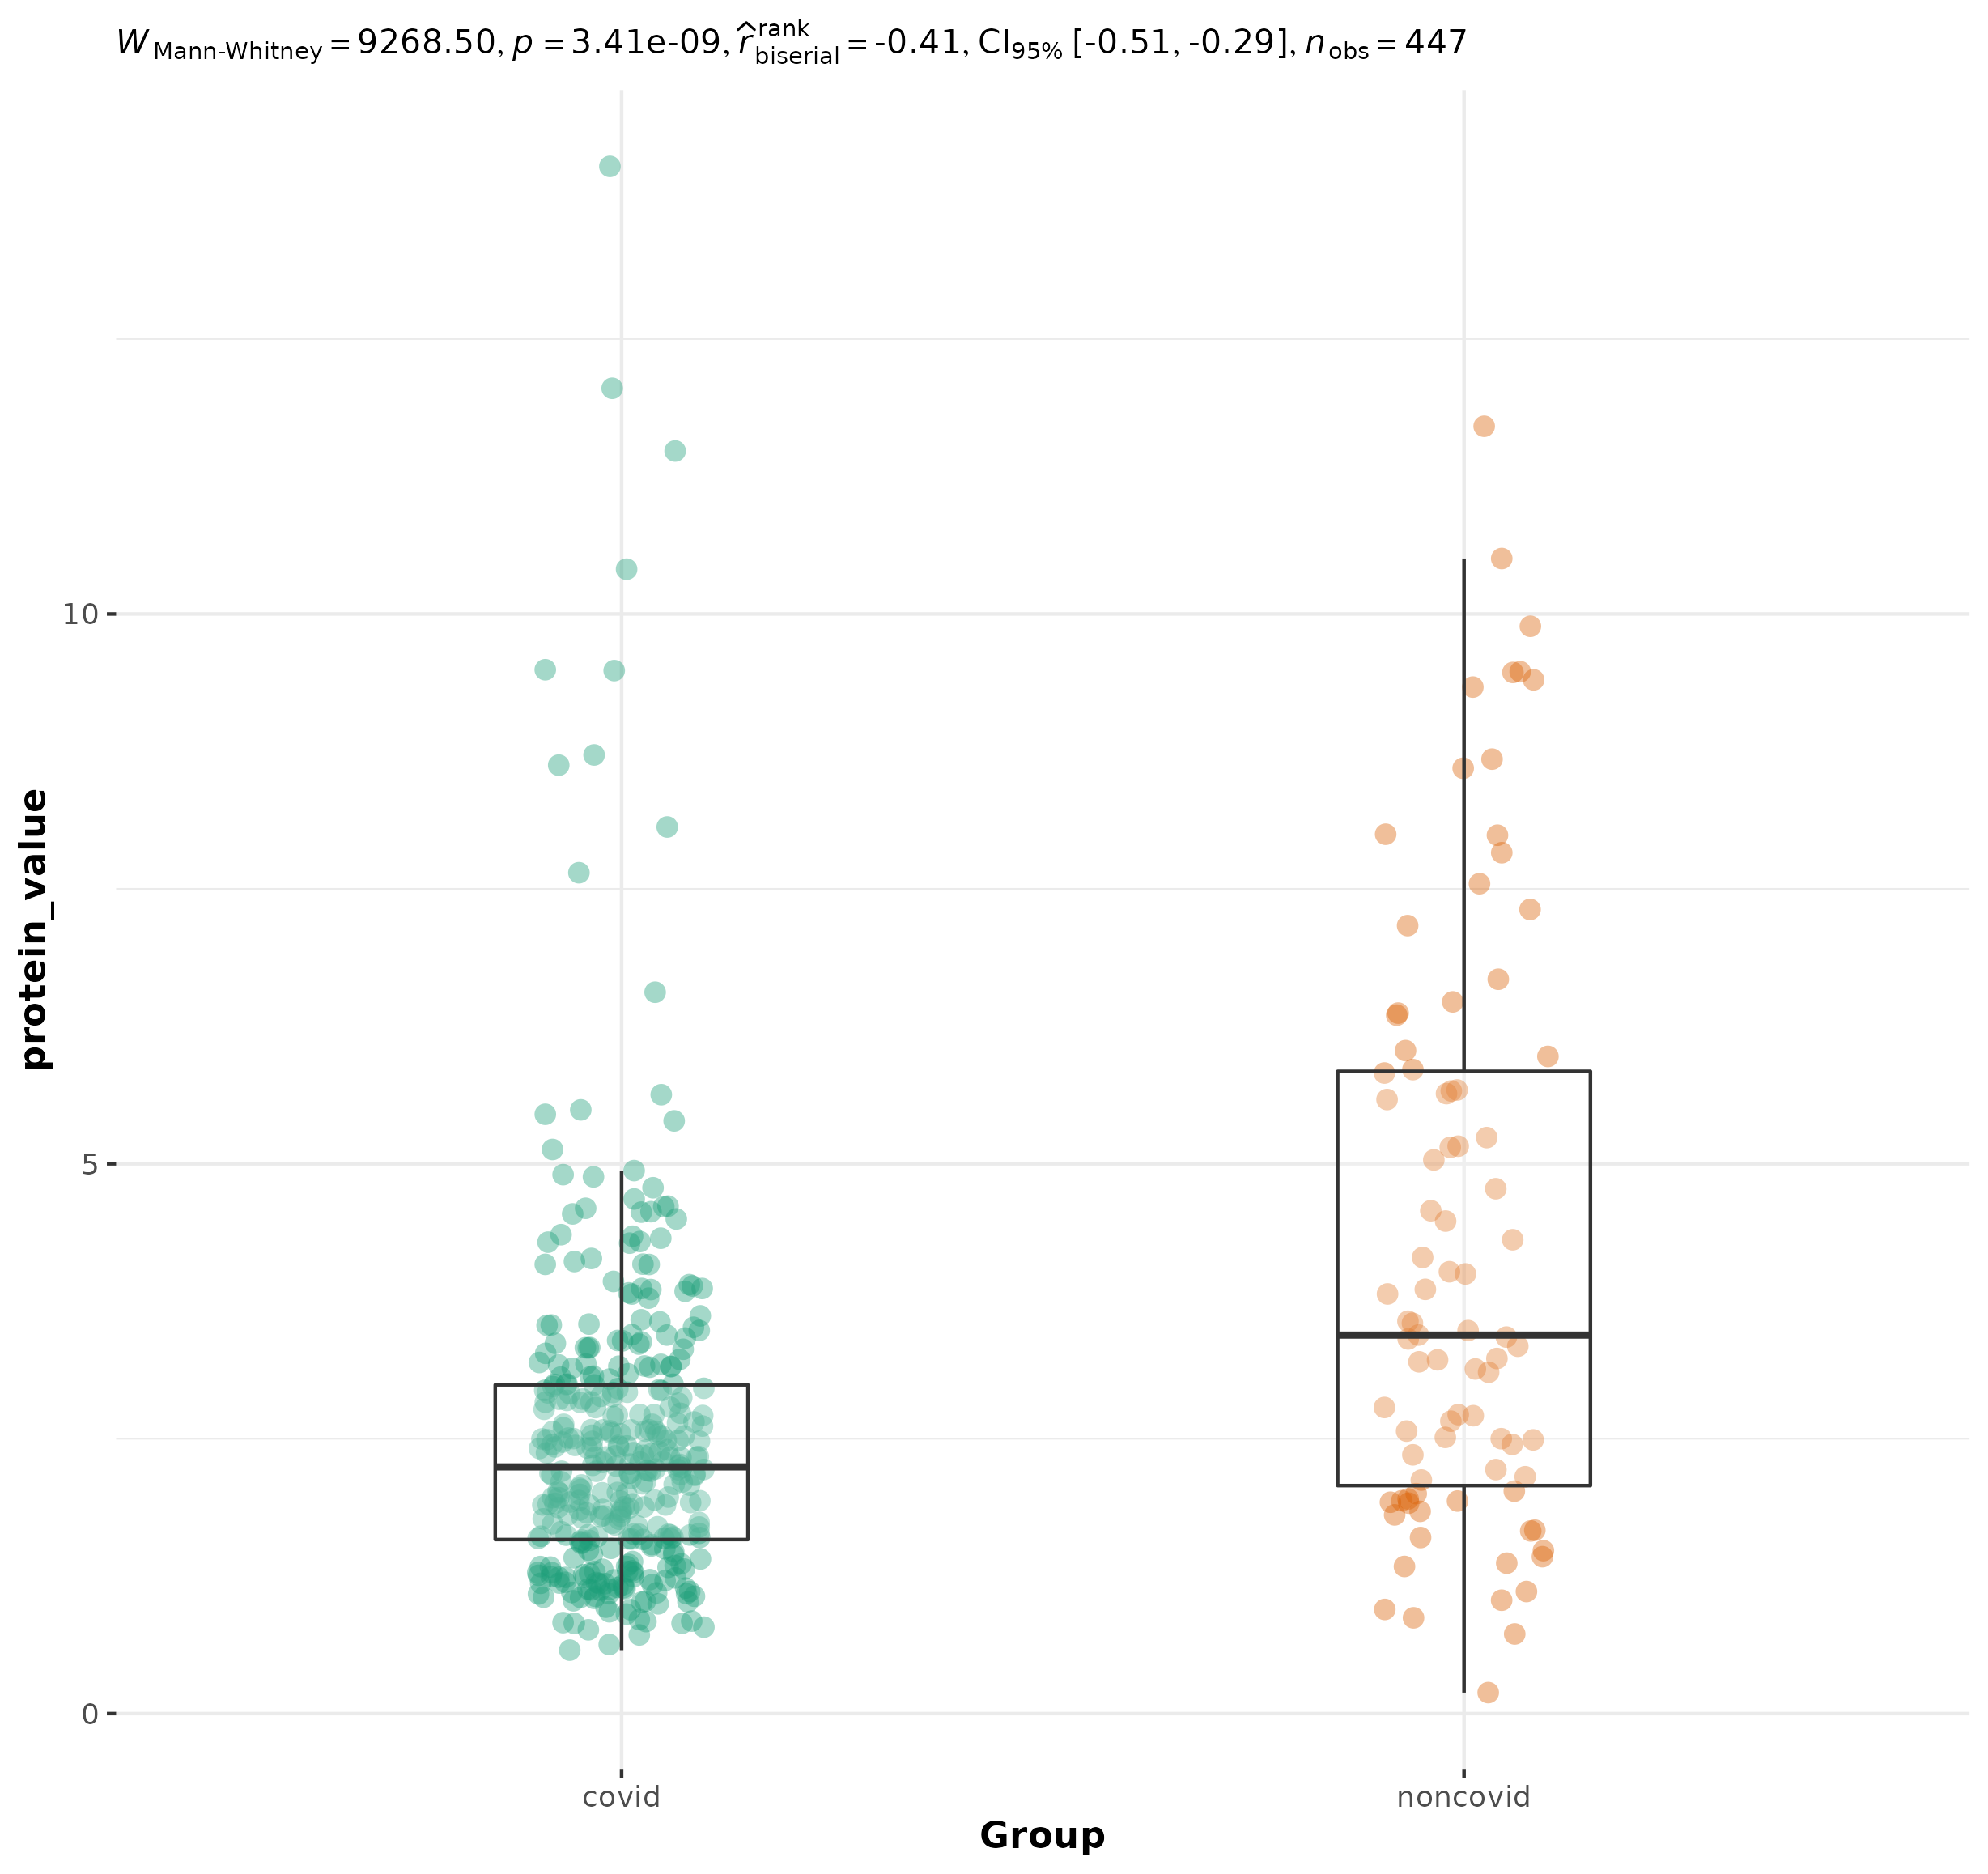 W Mann-Whitney = 9268.50, p = 3.41e-09, r̂ rank biserial = -0.41, CI95% [-0.51, -0.29], nobs = 447
10
5
0
protein_value
covid noncovid
Group